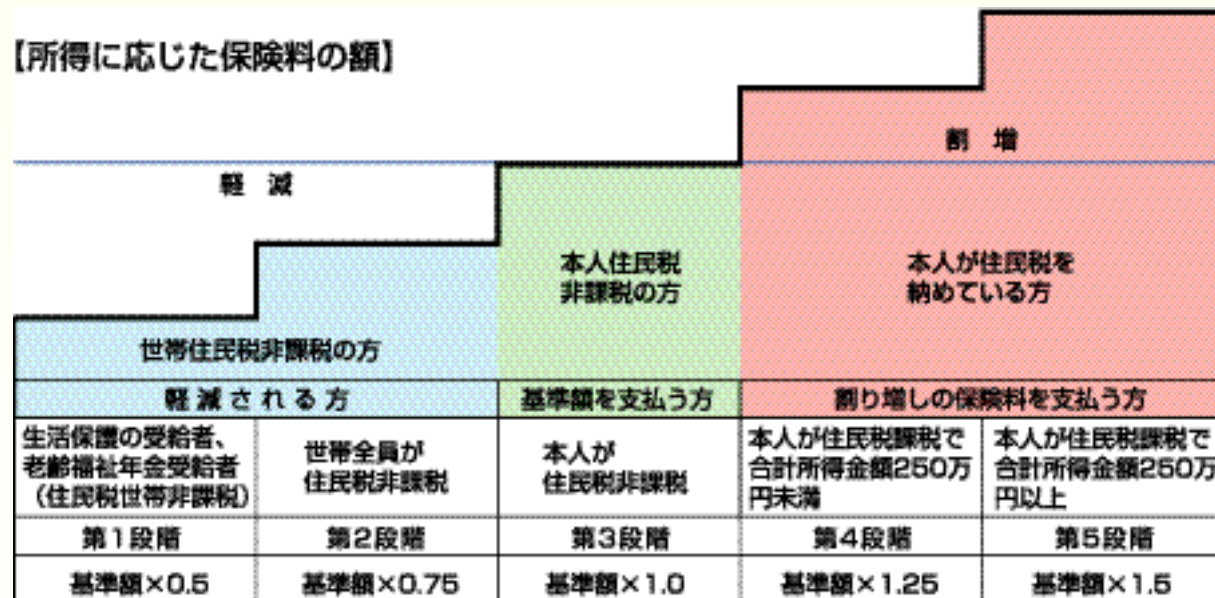 【所得に応じた保険料の額】
割 増
軽 減
本人住民税
非課税の方
本人が住民税を
納めている方
世帯住民税非課税の方
軽減される方
基準額を支払う方
割り増しの保険料を支払う方
生活保護の受給者、
老齢福祉年金受給者
（住民税世帯非課税）
世帯全員が
住民税非課税
本人が
住民税非課税
本人が住民税課税で
合計所得金額250万
円未満
本人が住民税課税で
合計所得金額250万
円以上
第1段階
第2段階
第3段階
第4段階
第5段階
基準額×0.5
基準額×0.75
基準額×1.0
基準額×1.25
基準額×1.5